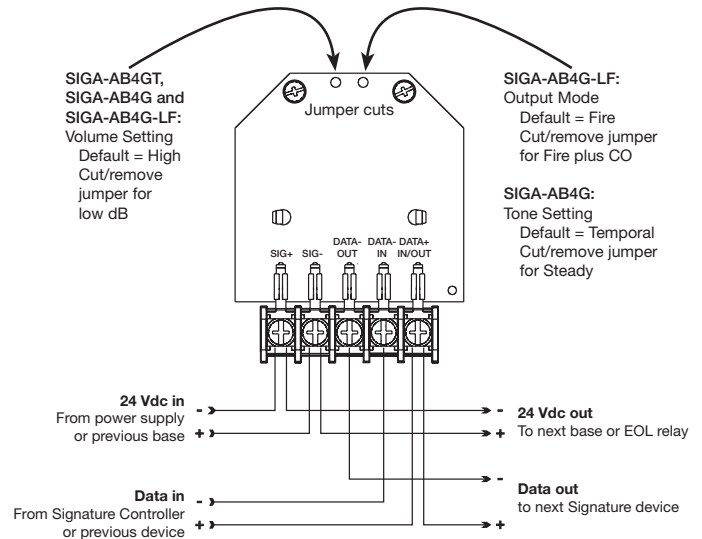 SIGA-AB4GT,
SIGA-AB4G and
SIGA-AB4G-LF:
Volume Setting
Default = High
Cut/remove
jumper for
low dB
Jumper cuts
SIGA-AB4G-LF:
Output Mode
Default = Fire
Cut/remove jumper
for Fire plus CO
SIGA-AB4G:
Tone Setting
Default = Temporal
Cut/remove jumper
for Steady
SIG+
SIG-
DATA-
OUT
DATA-
IN
DATA+
IN/OUT
24 Vdc in
From power supply
or previous base
-
+
24 Vdc out
To next base or EOL relay
-
+
Data in
From Signature Controller
or previous device
-
+
Data out
to next Signature device
-
+